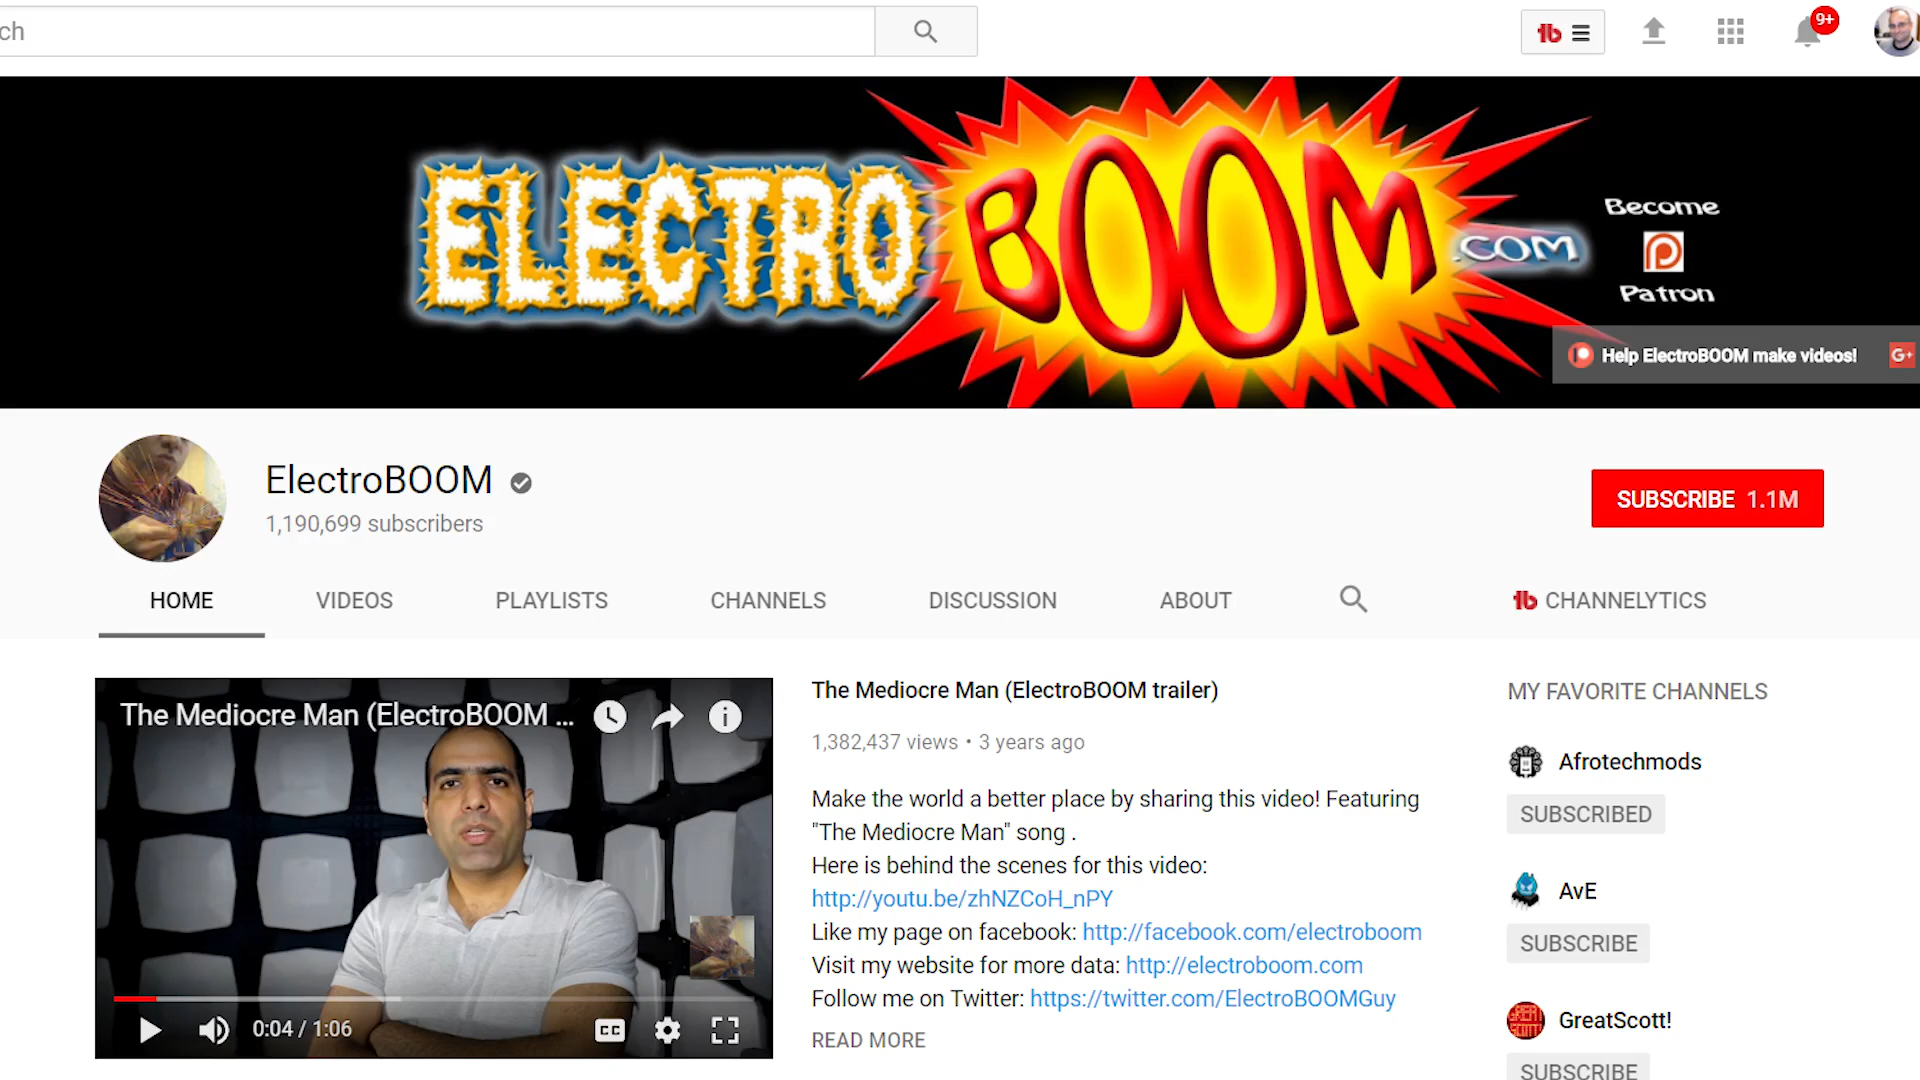 ch
9+
ELECTROBOOM.COM
Become
Patron
Help ElectroBOOM make videos!
G+
ElectroBOOM
1,190,699 subscribers
SUBSCRIBE 1.1M
HOME VIDEOS PLAYLISTS CHANNELS DISCUSSION ABOUT CHANNELYTICS
The Mediocre Man (ElectroBOOM ...
0:04 / 1:06
CC
The Mediocre Man (ElectroBOOM trailer)
1,382,437 views • 3 years ago
Make the world a better place by sharing this video! Featuring
"The Mediocre Man" song .
Here is behind the scenes for this video:
http://youtu.be/zhNZCoH_nPY
Like my page on facebook: http://facebook.com/electroboom
Visit my website for more data: http://electroboom.com
Follow me on Twitter: https://twitter.com/ElectroBOOMGuy
READ MORE
MY FAVORITE CHANNELS
Afrotechmods
SUBSCRIBED
AvE
SUBSCRIBE
GREAT
SCOTT!
GreatScott!
SUBSCRIBE